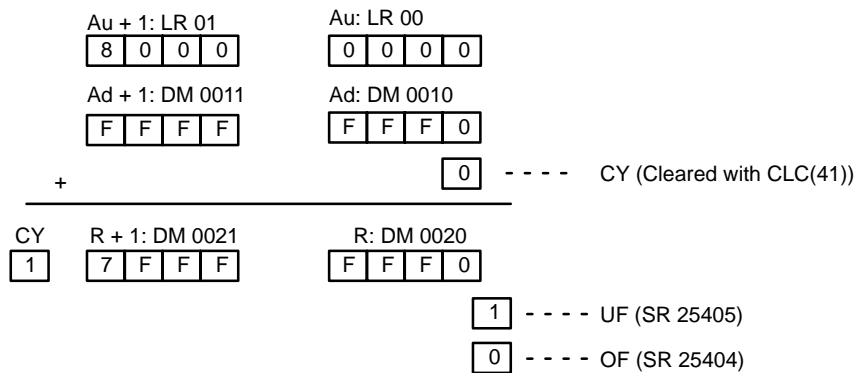 Au + 1: LR 01 Au: LR 00
8 0 0 0 0 0 0 0
Ad + 1: DM 0011 Ad: DM 0010
F F F F F F F 0
0 - - - - CY (Cleared with CLC(41))
+
CY R + 1: DM 0021 R: DM 0020
1 7 F F F F F F 0
1 - - - - UF (SR 25405)
0 - - - - OF (SR 25404)